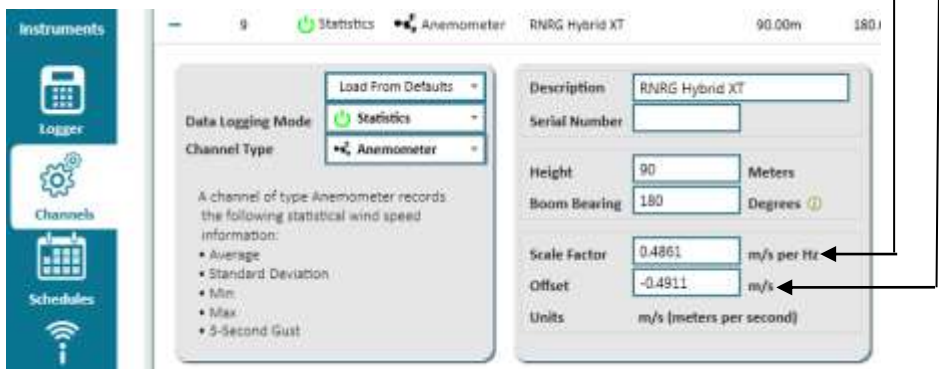 Instruments
9 Statistics Anemometer RNRG Hybrid XT 90.00m 180.
Logger
Channels
Schedules
Load From Defaults
Data Logging Mode Statistics
Channel Type Anemometer
A channel of type Anemometer records
the following statistical wind speed
information:
• Average
• Standard Deviation
• Min
• Max
• 3-Second Gust
Description RNRG Hybrid XT
Serial Number
Height 90 Meters
Boom Bearing 180 Degrees
Scale Factor 0.4861 m/s per Hz
Offset -0.4911 m/s
Units m/s (meters per second)